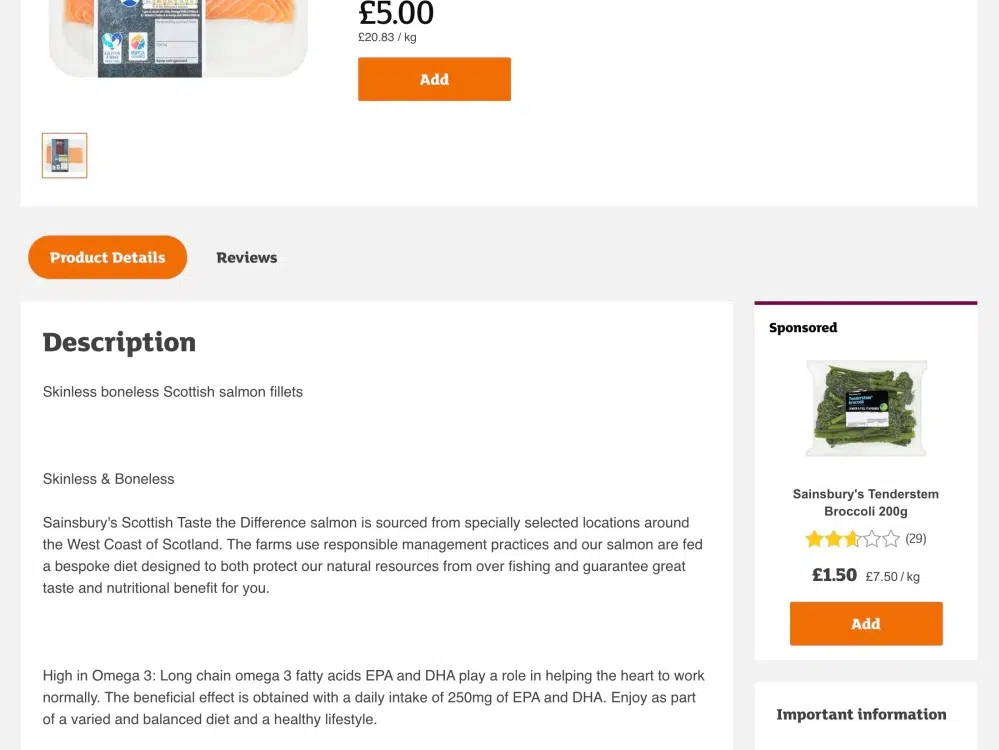 £5.00
£20.83 / kg
Add
Product Details
Reviews
Description
Skinless boneless Scottish salmon fillets
Skinless & Boneless
Sainsbury's Scottish Taste the Difference salmon is sourced from specially selected locations around
the West Coast of Scotland. The farms use responsible management practices and our salmon are fed
a bespoke diet designed to both protect our natural resources from over fishing and guarantee great
taste and nutritional benefit for you.
High in Omega 3: Long chain omega 3 fatty acids EPA and DHA play a role in helping the heart to work
normally. The beneficial effect is obtained with a daily intake of 250mg of EPA and DHA. Enjoy as part
of a varied and balanced diet and a healthy lifestyle.
Sponsored
Tenderstem
broccoli
Sainsbury's Tenderstem
Broccoli 200g
(29)
£1.50 £7.50 / kg
Add
Important information